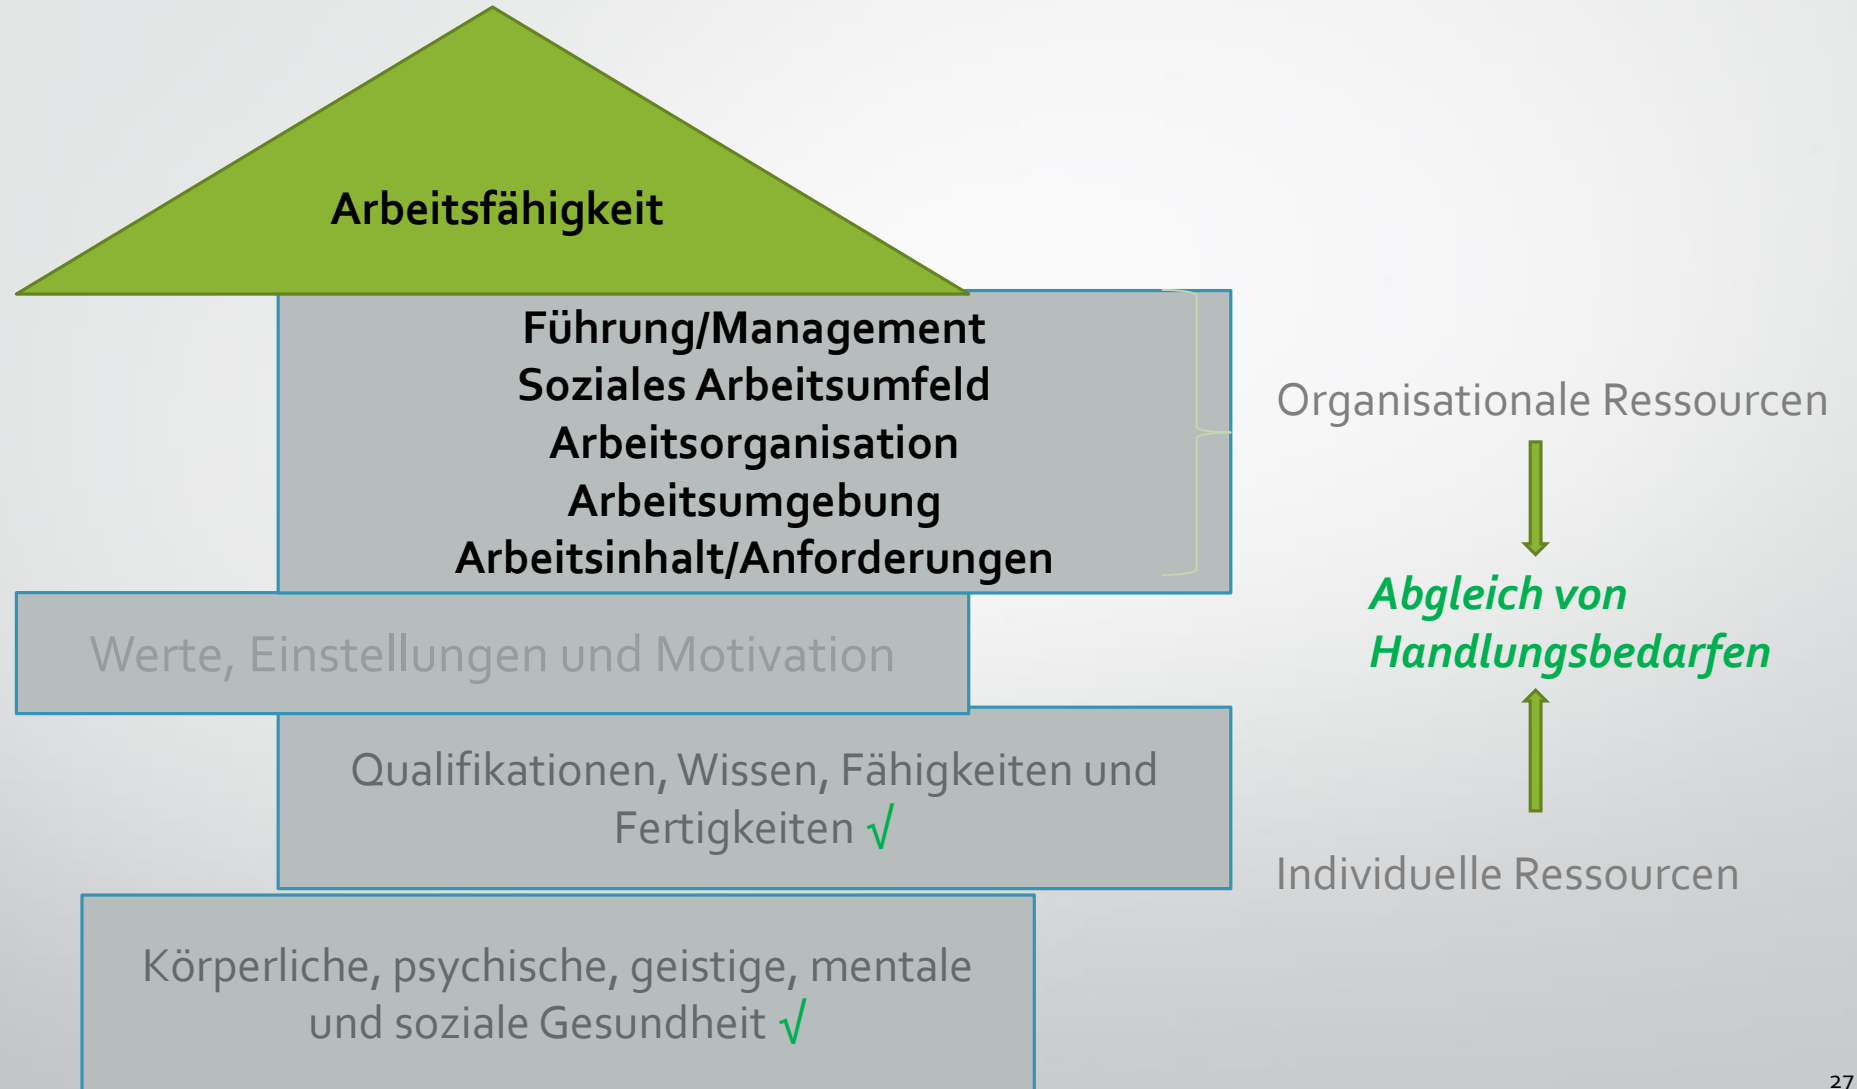 Arbeitsfähigkeit
Führung/Management
Soziales Arbeitsumfeld
Arbeitsorganisation
Arbeitsumgebung
Arbeitsinhalt/Anforderungen
Werte, Einstellungen und Motivation
Qualifikationen, Wissen, Fähigkeiten und
Fertigkeiten √
Körperliche, psychische, geistige, mentale
und soziale Gesundheit √
Organisationale Ressourcen
Abgleich von
Handlungsbedarfen
Individuelle Ressourcen
27